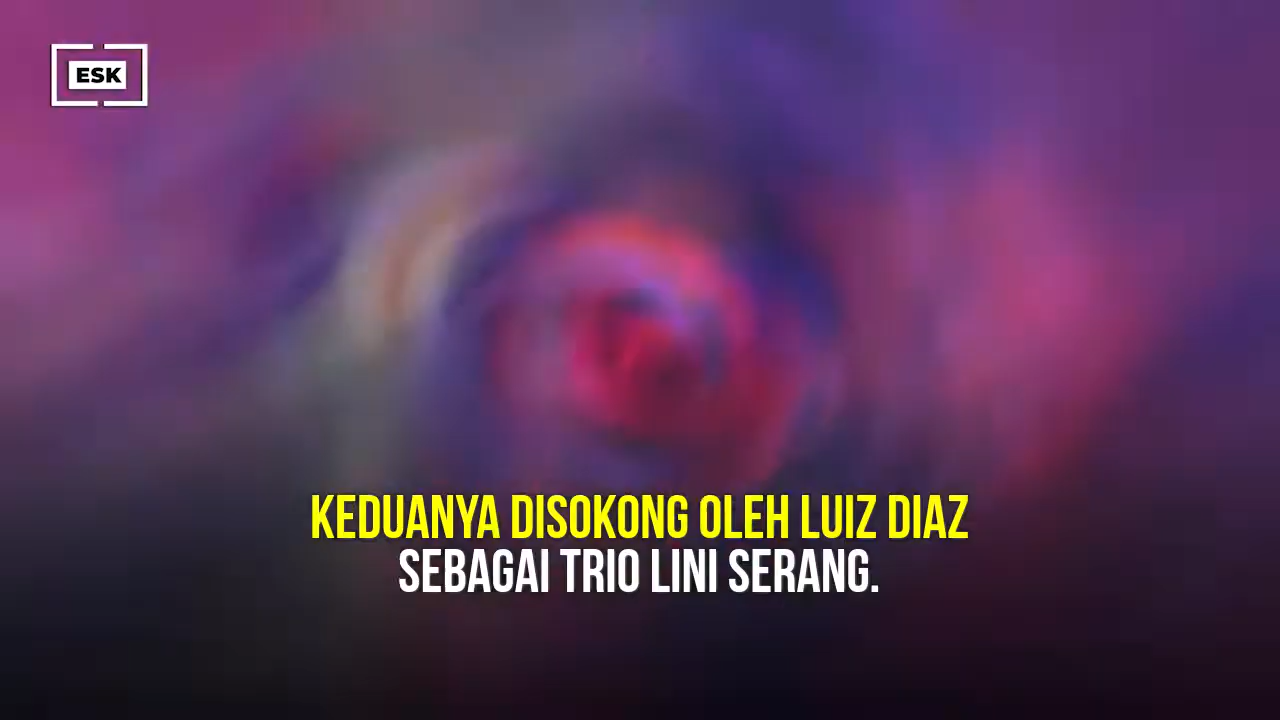 ESK
KEDUANYA DISOKONG OLEH LUIZ DIAZ
SEBAGAI TRIO LINI SERANG.